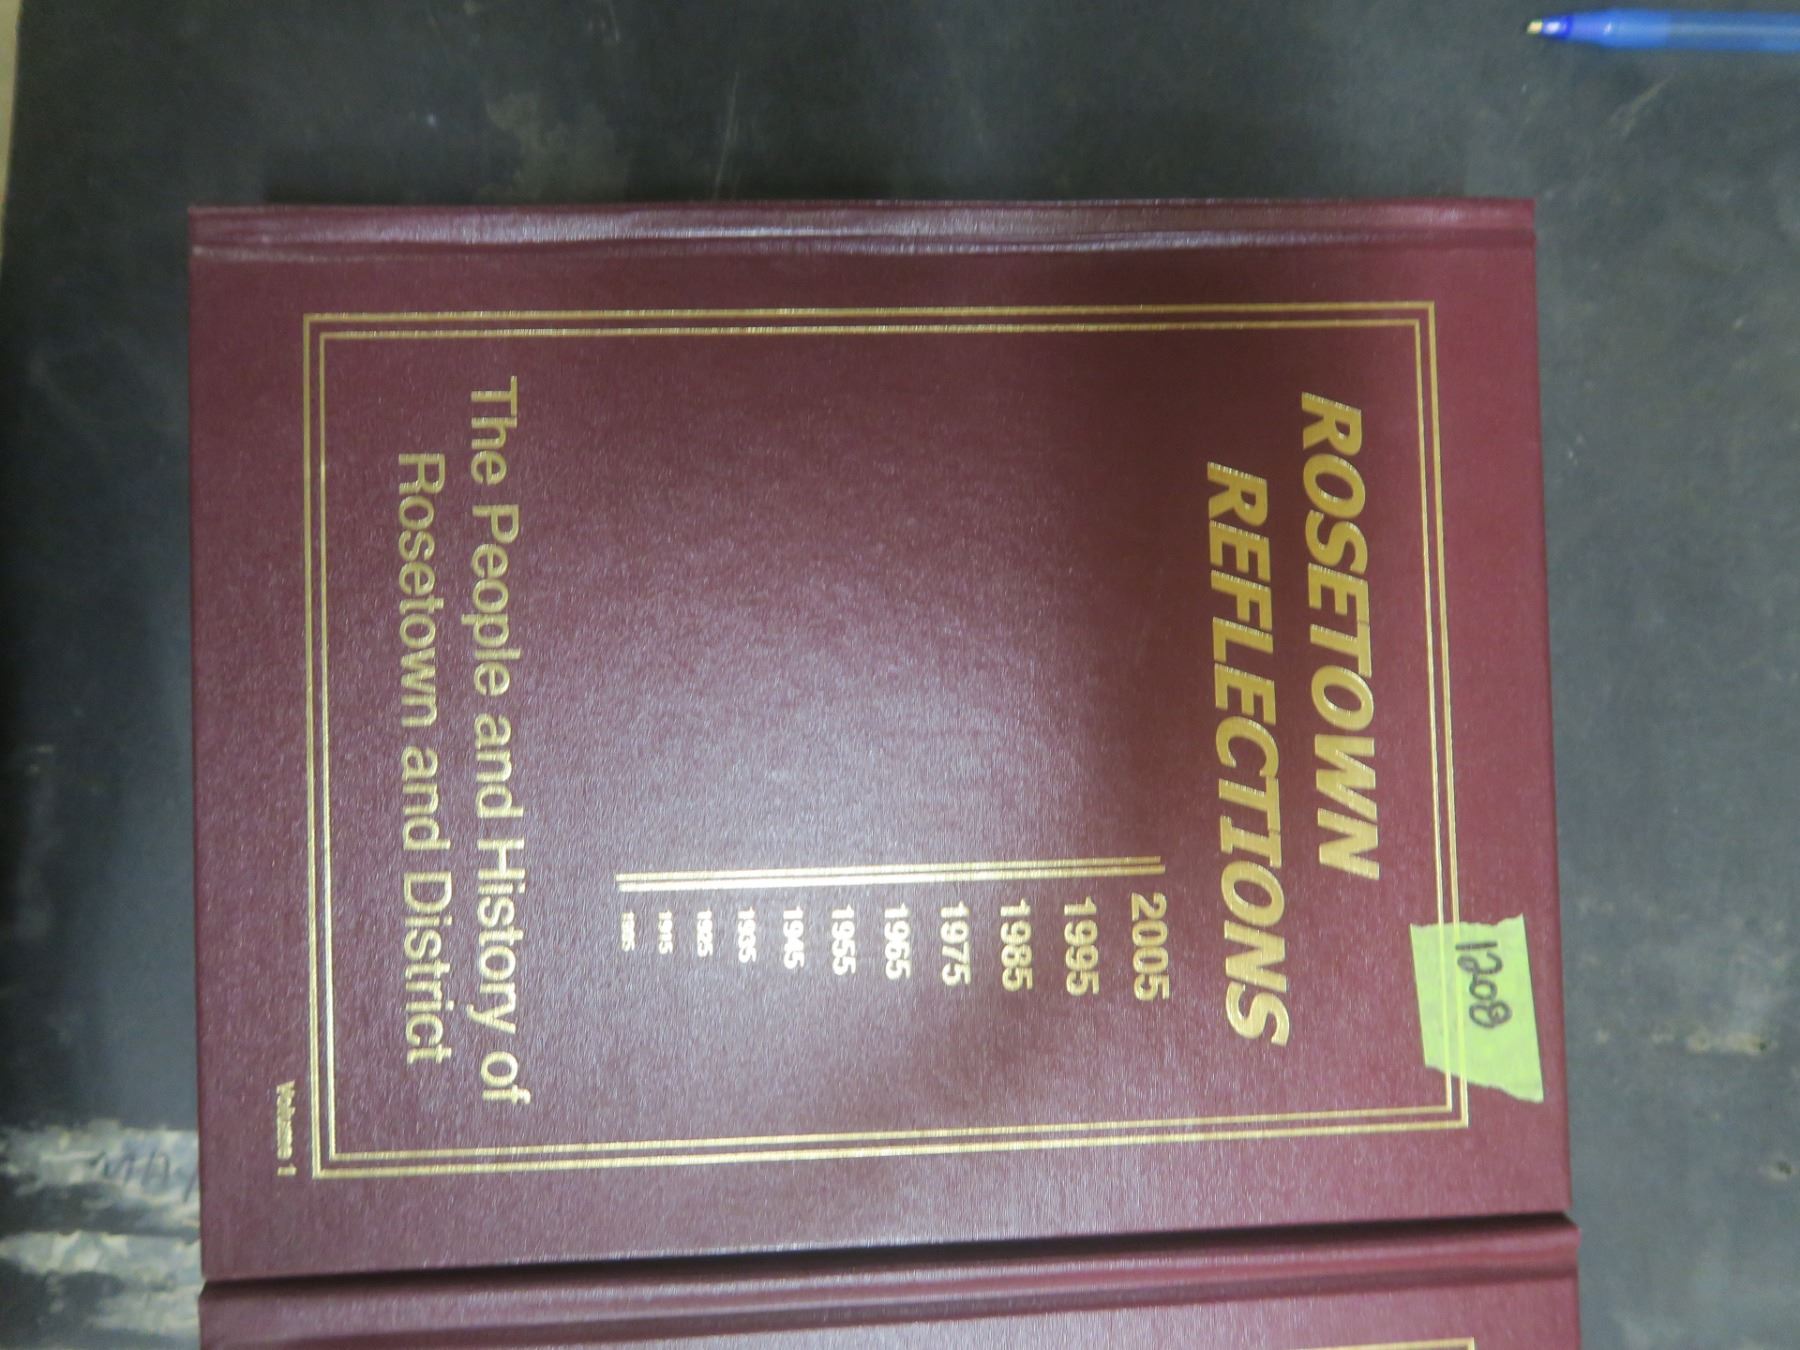 1208
ROSETOWN
REFLECTIONS
2005
1995
1985
1975
1965
1955
1945
1935
1925
1915
1905
The People and History of
Rosetown and District
Volume 1